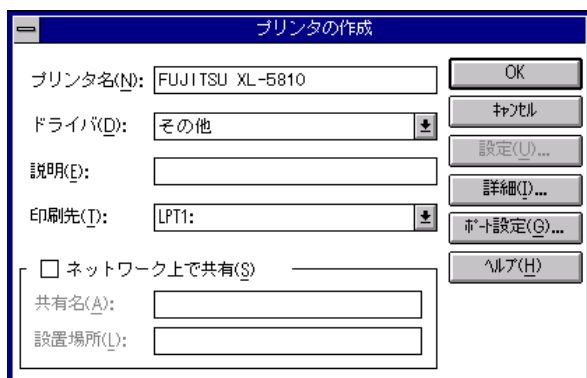 プリンタの作成
プリンタ名(N): FUJITSU XL-5810
ドライバ(D): その他
説明(E):
印刷先(T): LPT1:
ネットワーク上で共有(S)
共有名(A):
設置場所(L):
OK
ｷｬﾝｾﾙ
設定(U)...
詳細(I)...
ﾎﾟｰﾄ設定(G)...
ﾍﾙﾌﾟ(H)